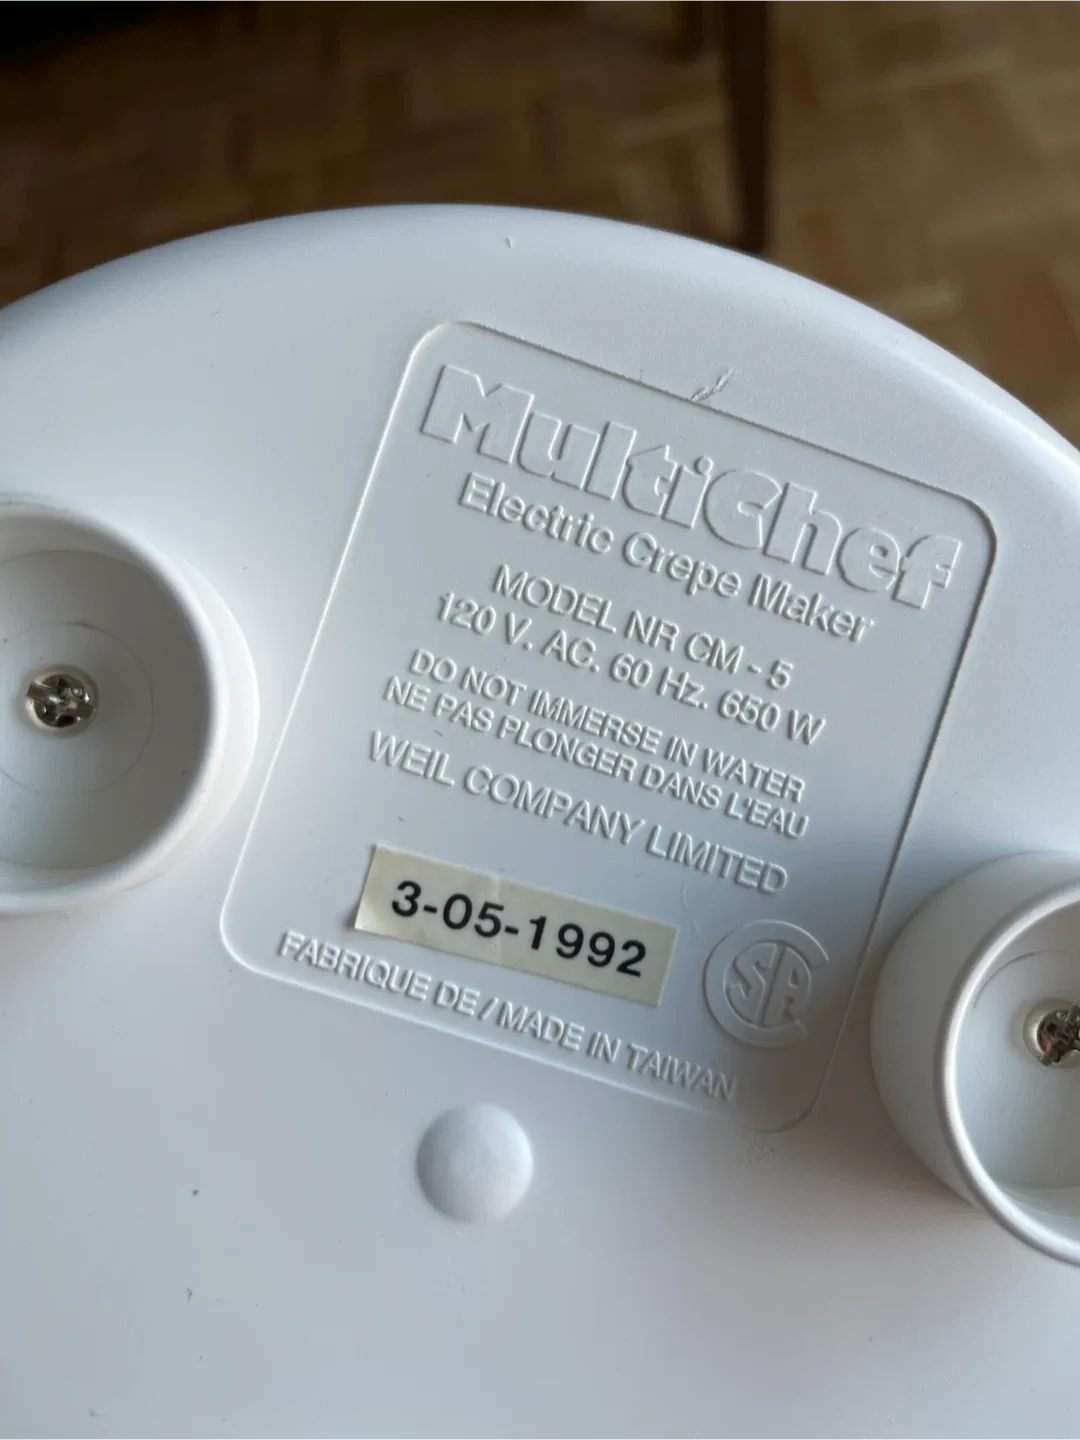 MultiChef
Electric Crepe Maker
MODEL NR CM - 5
120 V. AC. 60 Hz. 650 W
DO NOT IMMERSE IN WATER
NE PAS PLONGER DANS L'EAU
WEIL COMPANY LIMITED
3-05-1992
SA
FABRIQUE DE / MADE IN TAIWAN